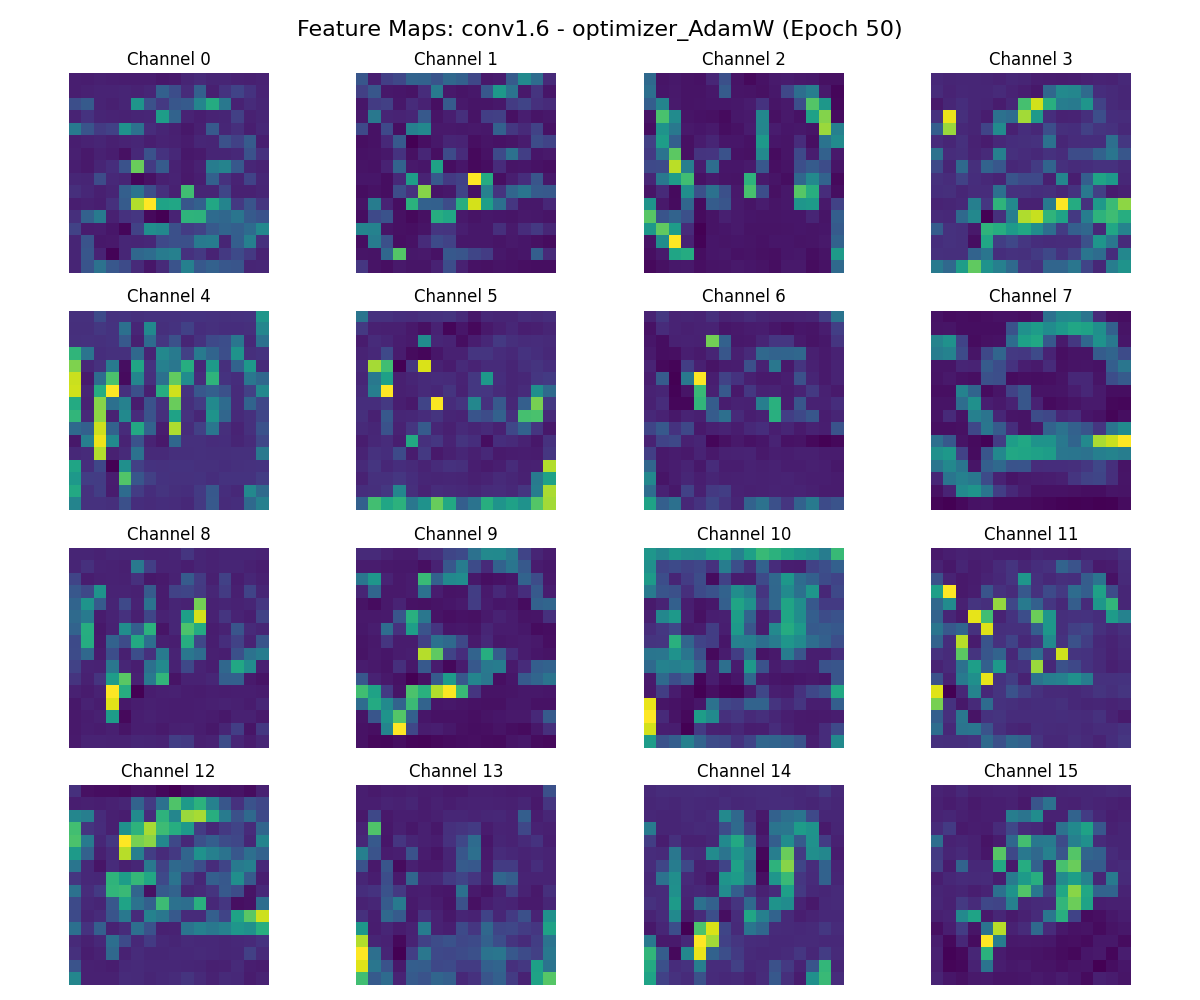 Feature Maps: conv1.6 - optimizer_AdamW (Epoch 50)
Channel 0 Channel 1 Channel 2 Channel 3
Channel 4 Channel 5 Channel 6 Channel 7
Channel 8 Channel 9 Channel 10 Channel 11
Channel 12 Channel 13 Channel 14 Channel 15